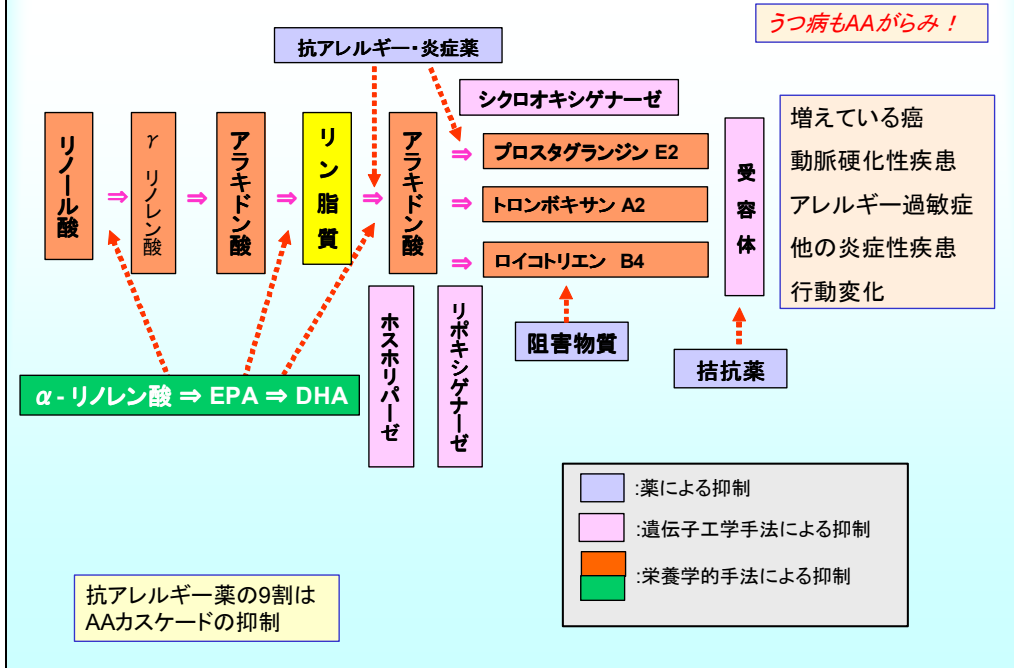 うつ病もAAがらみ！
抗アレルギー・炎症薬
シクロオキシゲナーゼ
リノール酸
⇒
γ リノレン酸
⇒
アラキドン酸
⇒
リン脂質
⇒
アラキドン酸
⇒
プロスタグランジン E2
⇒
トロンボキサン A2
⇒
ロイコトリエン B4
受容体
増えている癌
動脈硬化性疾患
アレルギー過敏症
他の炎症性疾患
行動変化
ホスホリパーゼ
リポキシゲナーゼ
阻害物質
拮抗薬
α - リノレン酸 ⇒ EPA ⇒ DHA
:薬による抑制
:遺伝子工学手法による抑制
:栄養学的手法による抑制
抗アレルギー薬の9割は
AAカスケードの抑制